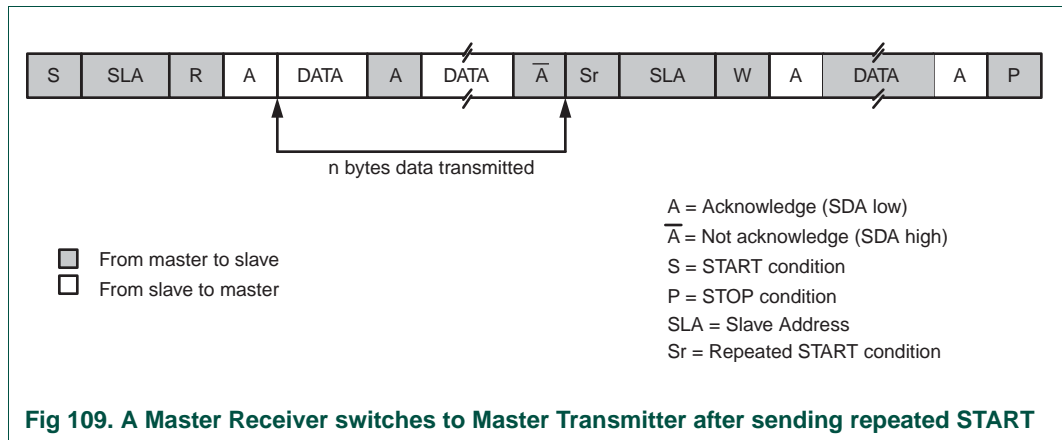 S SLA R A DATA A DATA A̅ Sr SLA W A DATA A P
n bytes data transmitted
From master to slave
From slave to master
A = Acknowledge (SDA low)
A̅ = Not acknowledge (SDA high)
S = START condition
P = STOP condition
SLA = Slave Address
Sr = Repeated START condition
Fig 109. A Master Receiver switches to Master Transmitter after sending repeated START